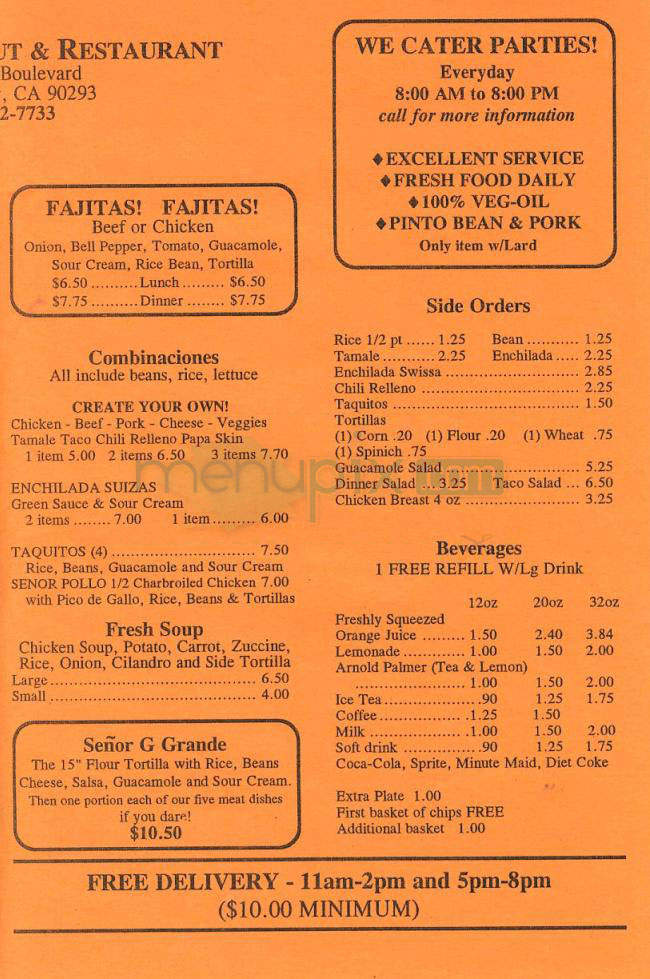 UT & RESTAURANT
Boulevard
, CA 90293
2-7733
FAJITAS! FAJITAS!
Beef or Chicken
Onion, Bell Pepper, Tomato, Guacamole,
Sour Cream, Rice Bean, Tortilla
$6.50 .......... Lunch ......... $6.50
$7.75 .......... Dinner ........ $7.75
Combinaciones
All include beans, rice, lettuce
CREATE YOUR OWN!
Chicken - Beef - Pork - Cheese - Veggies
Tamale Taco Chili Relleno Papa Skin
1 item 5.00 2 items 6.50 3 items 7.70
ENCHILADA SUIZAS
Green Sauce & Sour Cream
2 items ........ 7.00 1 item ......... 6.00
TAQUITOS (4) ................................ 7.50
Rice, Beans, Guacamole and Sour Cream
SENOR POLLO 1/2 Charbroiled Chicken 7.00
with Pico de Gallo, Rice, Beans & Tortillas
Fresh Soup
Chicken Soup, Potato, Carrot, Zuccine,
Rice, Onion, Cilandro and Side Tortilla
Large ............................................ 6.50
Small ............................................ 4.00
Señor G Grande
The 15" Flour Tortilla with Rice, Beans
Cheese, Salsa, Guacamole and Sour Cream.
Then one portion each of our five meat dishes
if you dare!
$10.50
WE CATER PARTIES!
Everyday
8:00 AM to 8:00 PM
call for more information
♦EXCELLENT SERVICE
♦FRESH FOOD DAILY
♦100% VEG-OIL
♦PINTO BEAN & PORK
Only item w/Lard
Side Orders
Rice 1/2 pt ...... 1.25 Bean ........... 1.25
Tamale ........... 2.25 Enchilada ..... 2.25
Enchilada Swissa ............................... 2.85
Chili Relleno ..................................... 2.25
Taquitos ........................................... 1.50
Tortillas
(1) Corn .20 (1) Flour .20 (1) Wheat .75
(1) Spinich .75
Guacamole Salad ............................... 5.25
Dinner Salad ... 3.25 Taco Salad ... 6.50
Chicken Breast 4 oz ........................... 3.25
Beverages
1 FREE REFILL W/Lg Drink
12oz 20oz 32oz
Freshly Squeezed
Orange Juice ......... 1.50 2.40 3.84
Lemonade .............. 1.00 1.50 2.00
Arnold Palmer (Tea & Lemon)
........................ 1.00 1.50 2.00
Ice Tea ................... .90 1.25 1.75
Coffee ................... .1.25 1.50
Milk ..................... .1.00 1.50 2.00
Soft drink ............... .90 1.25 1.75
Coca-Cola, Sprite, Minute Maid, Diet Coke
Extra Plate 1.00
First basket of chips FREE
Additional basket 1.00
FREE DELIVERY - 11am-2pm and 5pm-8pm
($10.00 MINIMUM)